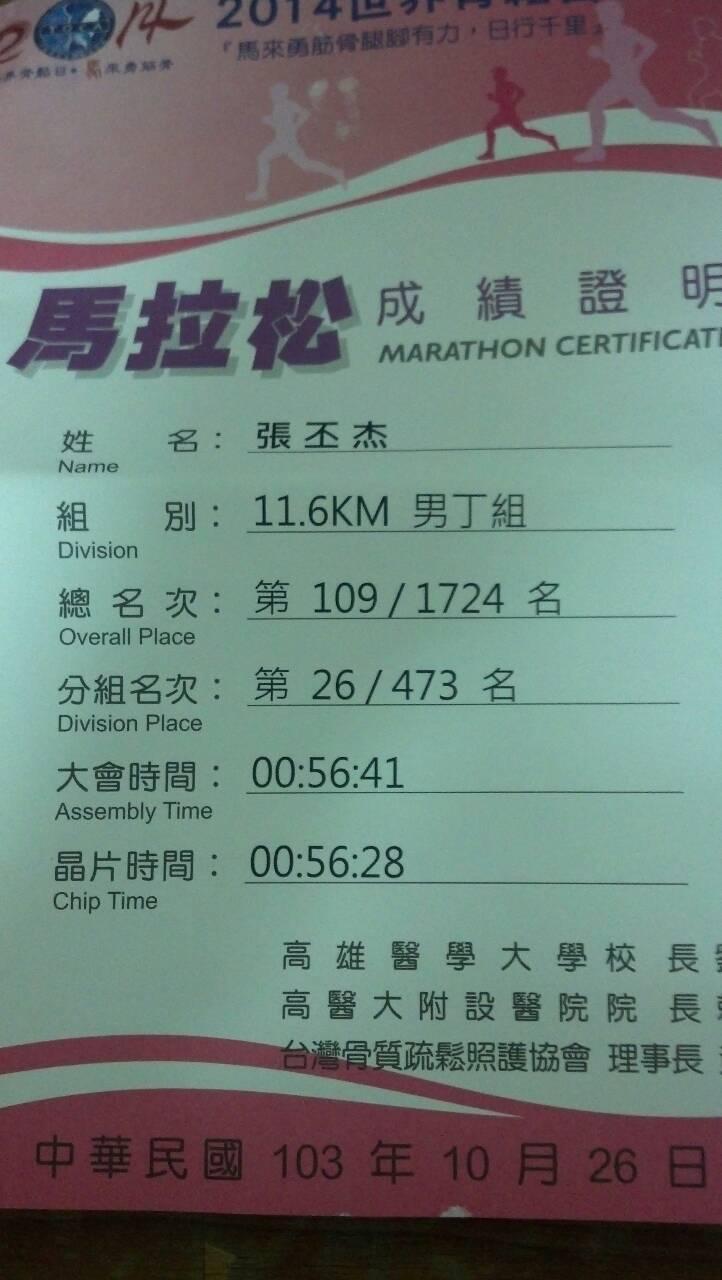 2014世界骨鬆日
『馬來勇筋骨腿腳有力,日行千里』
馬來勇筋骨
馬拉松 成績證明
MARATHON CERTIFICAT
姓名: 張丕杰
Name
組別: 11.6KM 男丁組
Division
總名次: 第 109 / 1724 名
Overall Place
分組名次: 第 26 / 473 名
Division Place
大會時間: 00:56:41
Assembly Time
晶片時間: 00:56:28
Chip Time
高雄醫學大學校 長
高醫大附設醫院院 長
台灣骨質疏鬆照護協會 理事長
中華民國 103 年 10 月 26 日